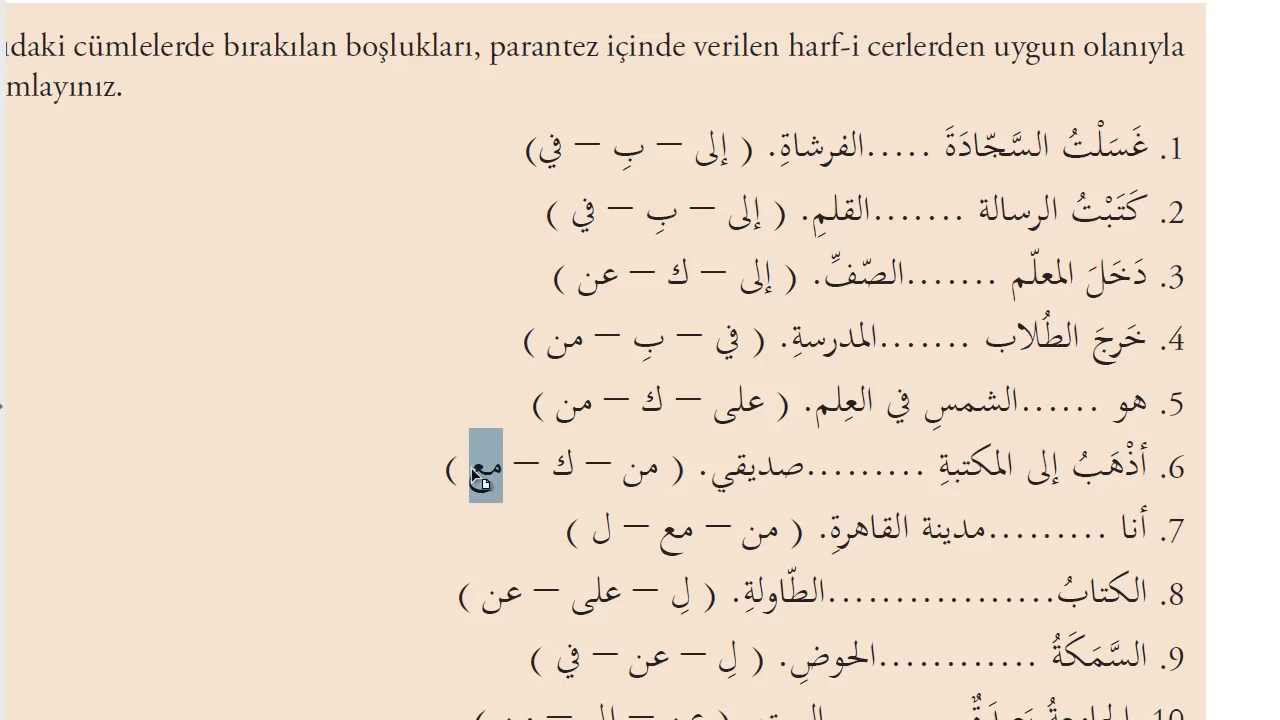 ıdaki cümlelerde bırakılan boşlukları, parantez içinde verilen harf-i cerlerden uygun olanıyla
mlayınız.
1. غَسَلْتُ السَّجّادَةَ .....الفرشاةِ. ( إلى – بِ – في)
2. كَتَبْتُ الرسالة .......القلمِ. ( إلى – بِ – في )
3. دَخَلَ المعلّم .......الصّفِّ. ( إلى – ك – عن )
4. خَرجَ الطُلاب .......المدرسةِ. ( في – بِ – من )
5. هو ......الشمسِ في العِلم. ( على – ك – من )
6. أذْهَبُ إلى المكتبةِ .........صديقي. ( من – ك – مع )
7. أنا .........مدينة القاهرةِ. ( من – مع – ل )
8. الكتابُ.................الطّاولةِ. ( لِ – على – عن )
9. السَّمَكَةُ ............الحوضِ. ( لِ – عن – في )